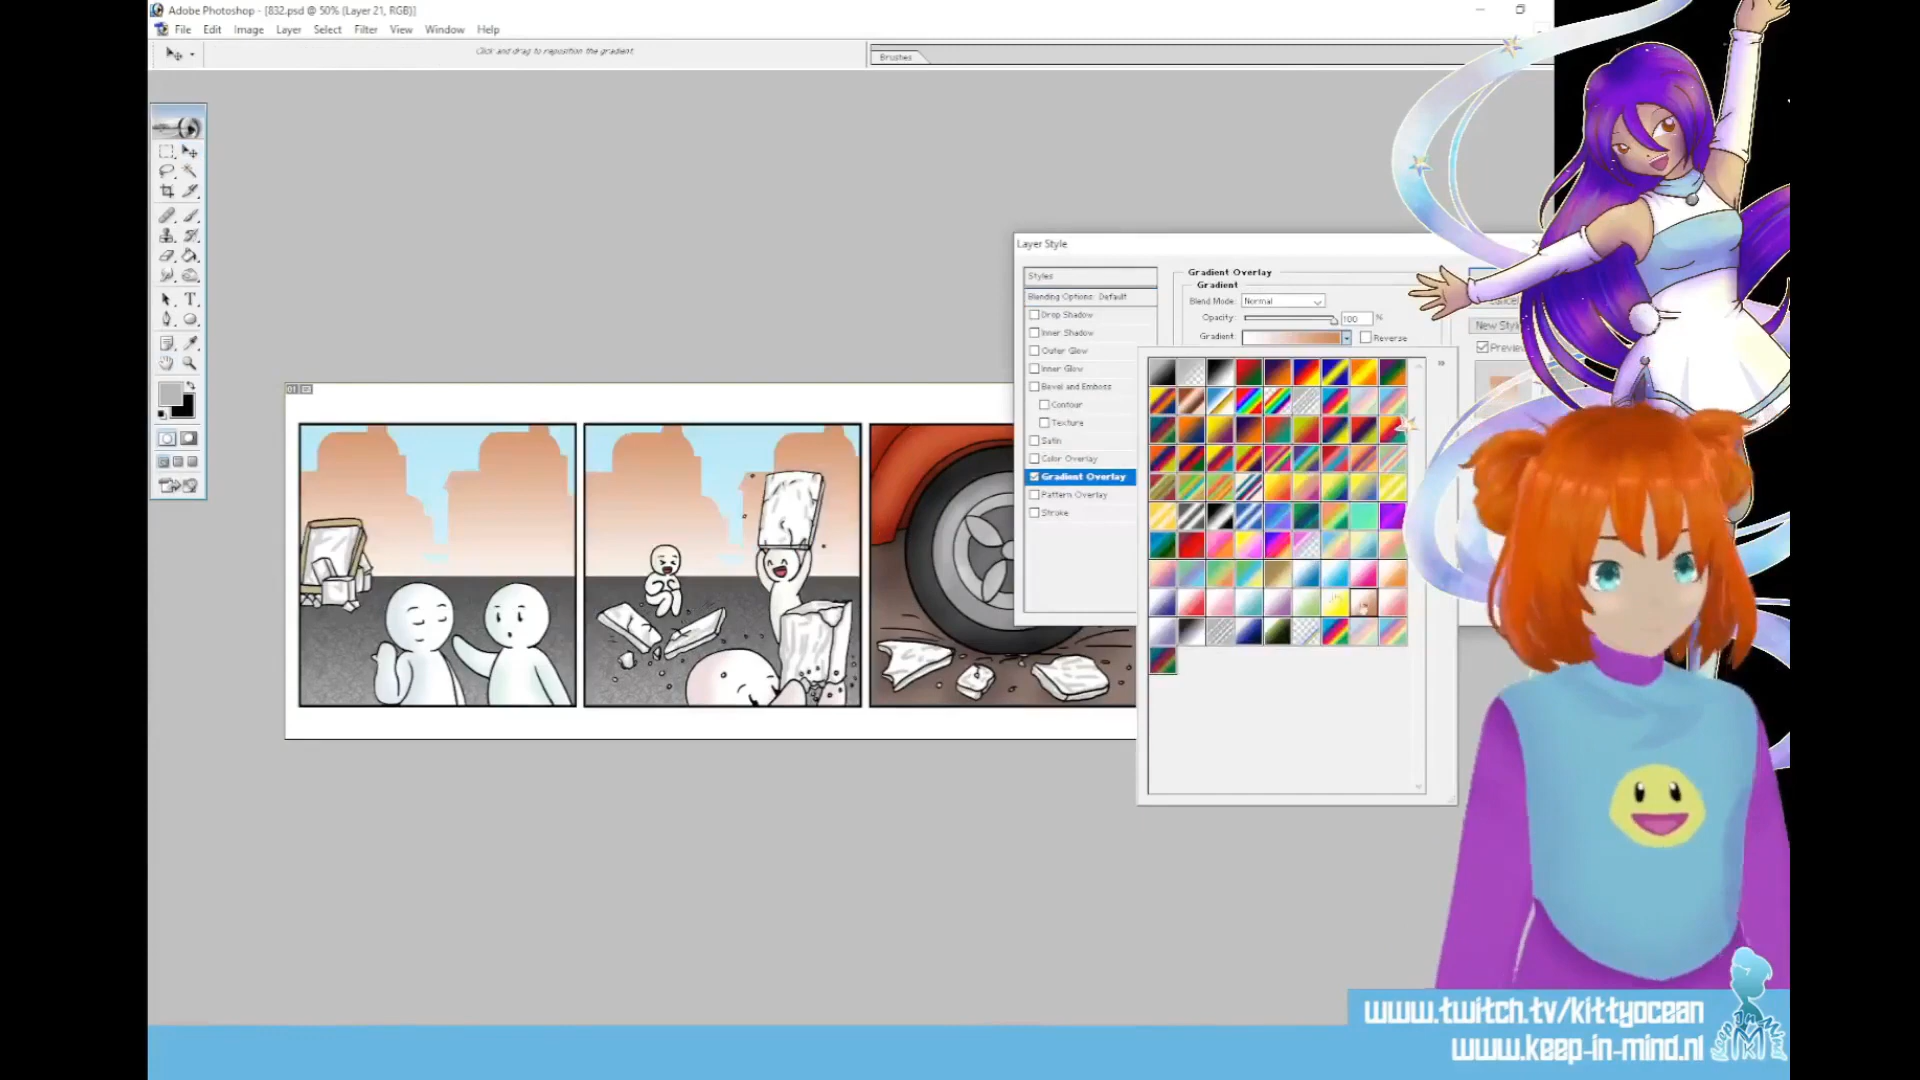 Adobe Photoshop - [832.psd @ 50% (Layer 21, RGB)]
File Edit Image Layer Select Filter View Window Help
Click and drag to reposition the gradient.
Brushes
Layer Style
Styles
Blending Options: Default
Drop Shadow
Inner Shadow
Outer Glow
Inner Glow
Bevel and Emboss
Contour
Texture
Satin
Color Overlay
Gradient Overlay
Pattern Overlay
Stroke
Gradient Overlay
Gradient
Blend Mode: Normal
Opacity: 100 %
Gradient: Reverse
New
Preview
www.twitch.tv/kittyocean
www.keep-in-mind.nl